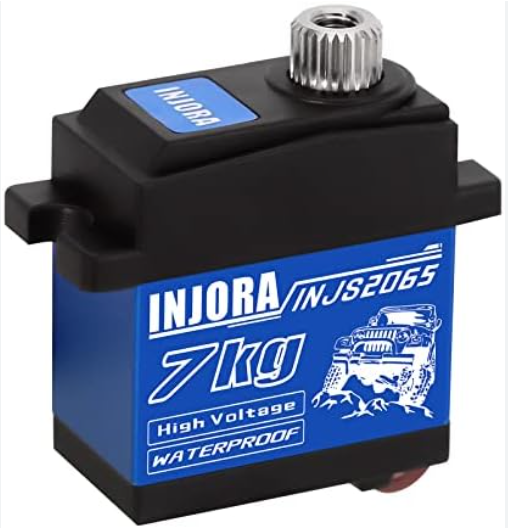 INJORA
INJORA/INJS2065
7kg
High Voltage
WATERPROOF